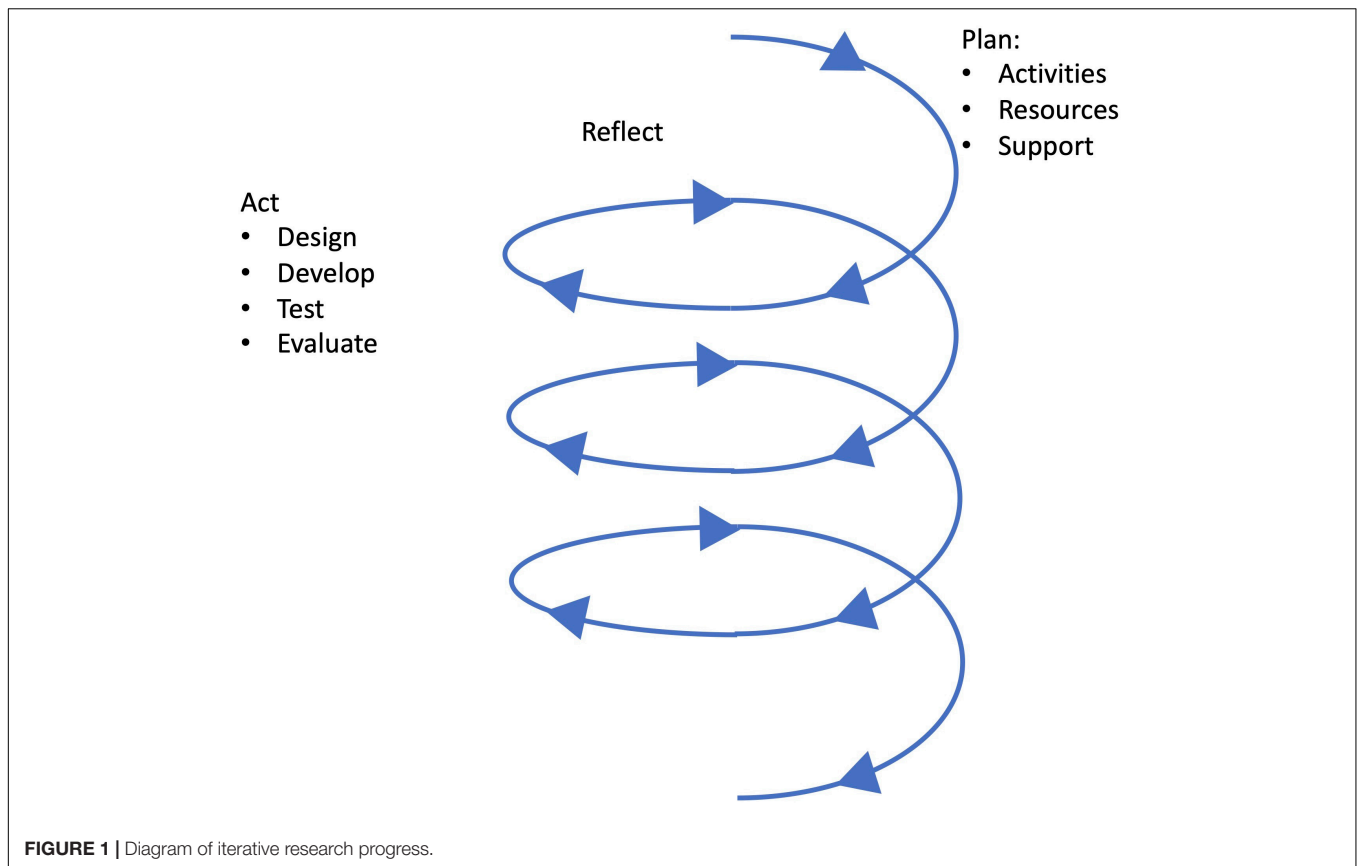 Plan:
• Activities
• Resources
• Support
Reflect
Act
• Design
• Develop
• Test
• Evaluate
FIGURE 1 | Diagram of iterative research progress.